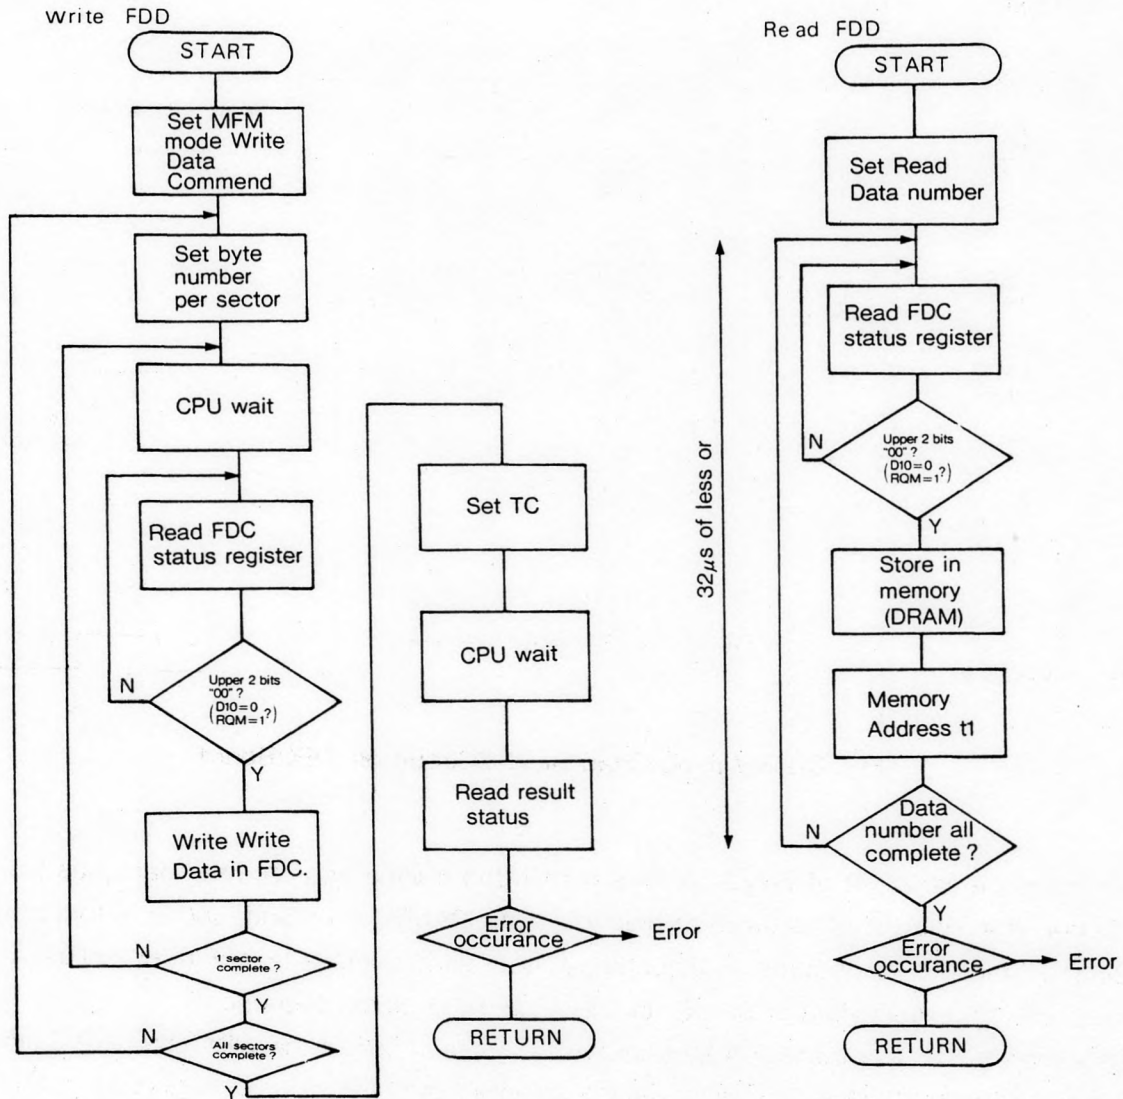 Write FDD
START
Set MFM
mode Write
Data
Commend
Set byte
number
per sector
CPU wait
Read FDC
status register
N
Upper 2 bits
"00" ?
(D10=0
RQM=1?)
Y
Write Write
Data in FDC.
N
1 sector
complete ?
Y
N
All sectors
complete ?
Y
Set TC
CPU wait
Read result
status
Error
occurance
Error
RETURN
Read FDD
START
Set Read
Data number
32μs of less or
Read FDC
status register
N
Upper 2 bits
"00" ?
(D10=0
RQM=1?)
Y
Store in
memory
(DRAM)
Memory
Address t1
N
Data
number all
complete ?
Y
Error
occurance
Error
RETURN